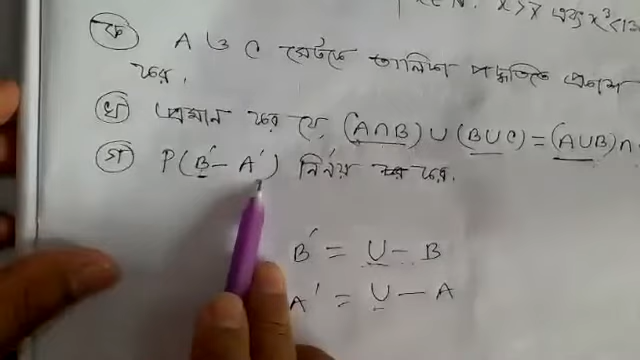 x > x এবং x³
ক A ও C সেটকে তালিকা পদ্ধতিতে প্রকাশ
কর.
খ প্রমান কর যে, (A∩B) ∪ (B∪C) = (A∪B)∩
গ P(B′ – A′) নির্ণয় কর.
B′ = U – B
A′ = U – A